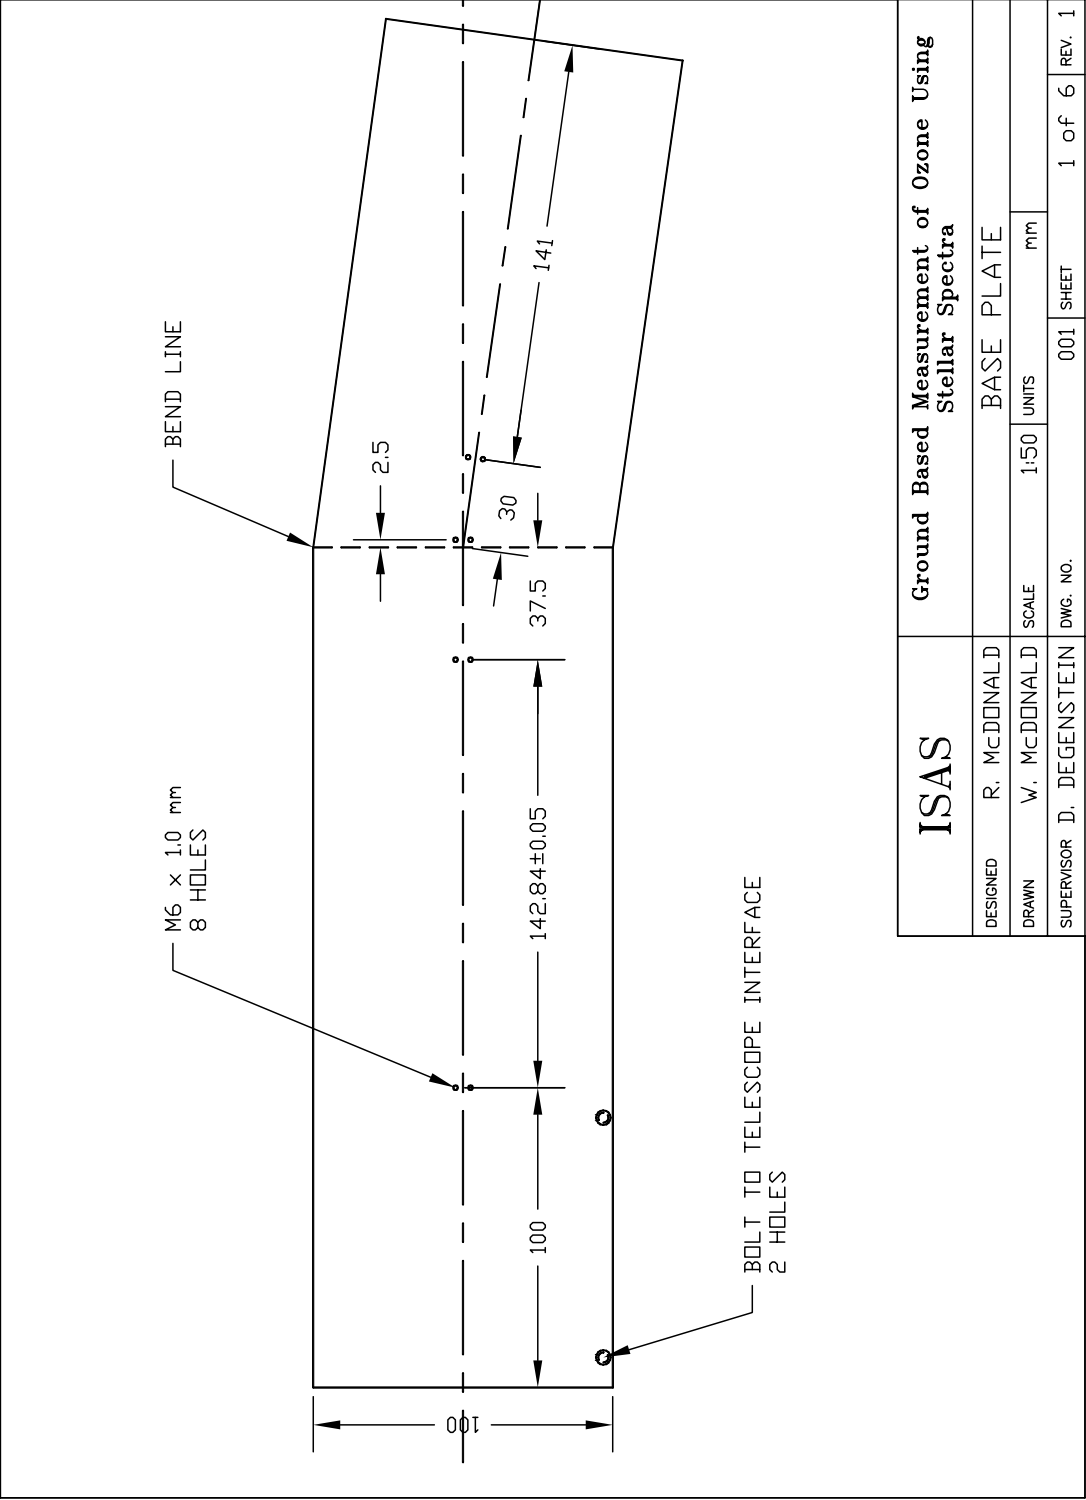 BEND LINE
2.5
141
30
37.5
M6 × 1.0 mm
8 HOLES
142.84±0.05
100
100
BOLT TO TELESCOPE INTERFACE
2 HOLES
ISAS
Ground Based Measurement of Ozone Using
Stellar Spectra
DESIGNED R. McDONALD
BASE PLATE
DRAWN W. McDONALD SCALE 1:50 UNITS mm
SUPERVISOR D. DEGENSTEIN DWG. NO. 001 SHEET 1 of 6 REV. 1